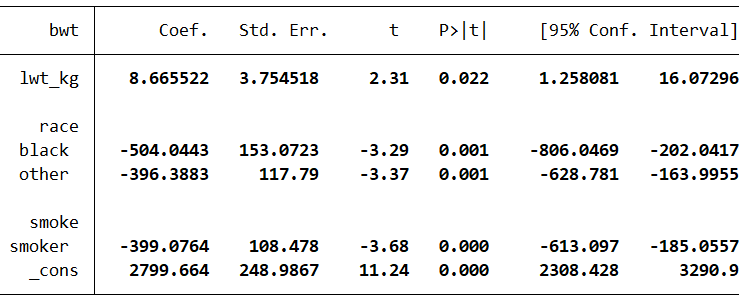 bwt Coef. Std. Err. t P>|t| [95% Conf. Interval]
lwt_kg 8.665522 3.754518 2.31 0.022 1.258081 16.07296
race
black -504.0443 153.0723 -3.29 0.001 -806.0469 -202.0417
other -396.3883 117.79 -3.37 0.001 -628.781 -163.9955
smoke
smoker -399.0764 108.478 -3.68 0.000 -613.097 -185.0557
_cons 2799.664 248.9867 11.24 0.000 2308.428 3290.9